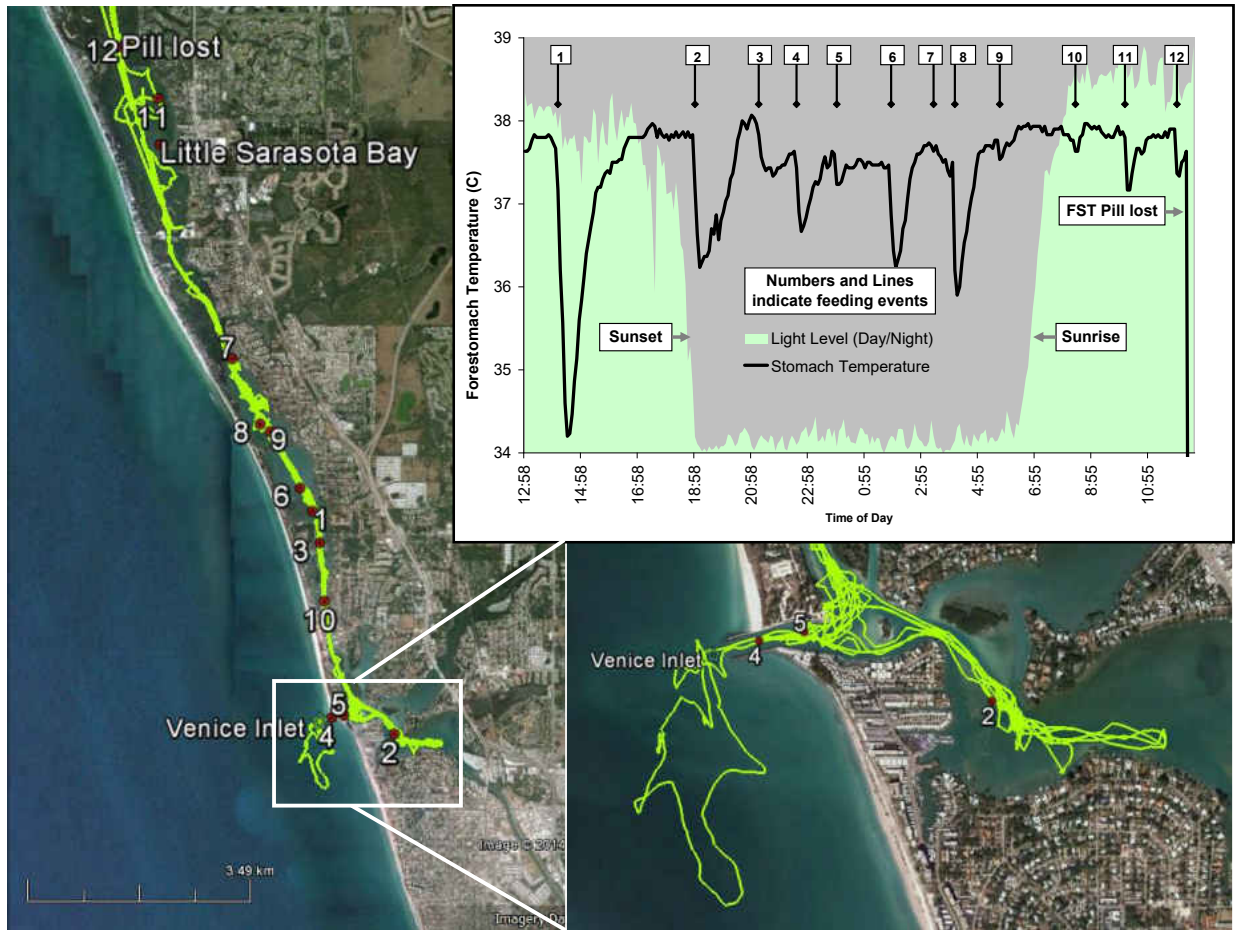 12 Pill lost
11
Little Sarasota Bay
7
8
9
6
1
3
10
5
Venice Inlet
4
2
Image © 2014
3.49 km
Imagery Da
39
38
37
36
35
34
Forestomach Temperature (C)
1
2
3
4
5
6
7
8
9
10
11
12
FST Pill lost
Numbers and Lines
indicate feeding events
Sunset
Light Level (Day/Night)
Sunrise
Stomach Temperature
12:58
14:58
16:58
18:58
20:58
22:55
0:55
2:55
4:55
6:55
8:55
10:55
Time of Day
5
4
Venice Inlet
2